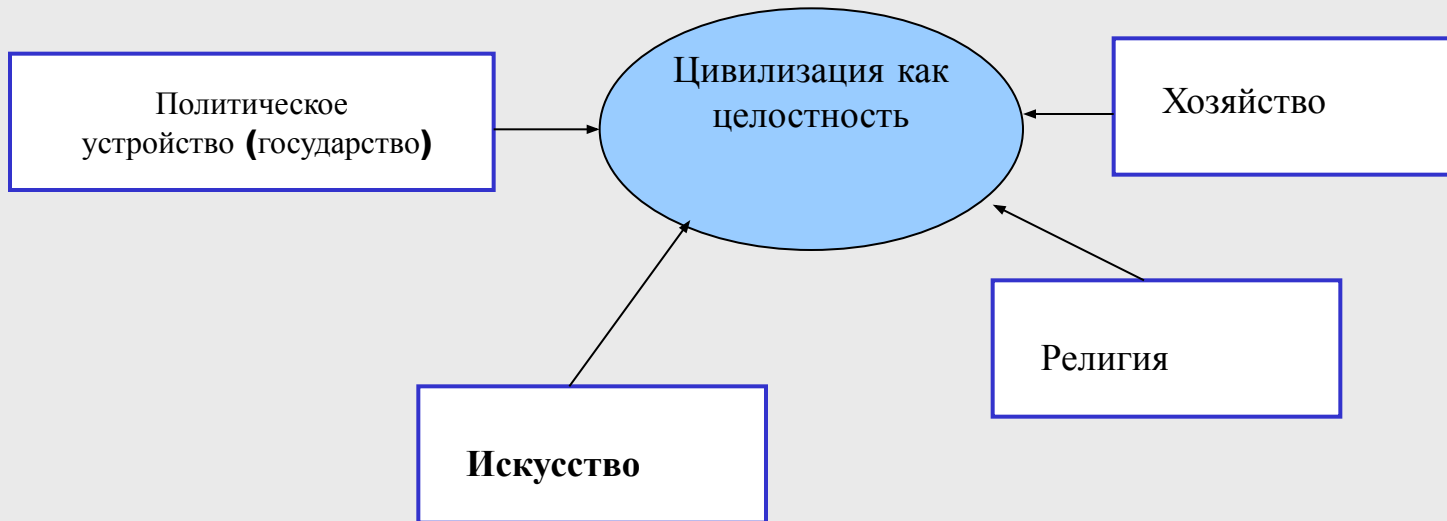 Цивилизация как
целостность
Политическое
устройство (государство)
Хозяйство
Религия
Искусство